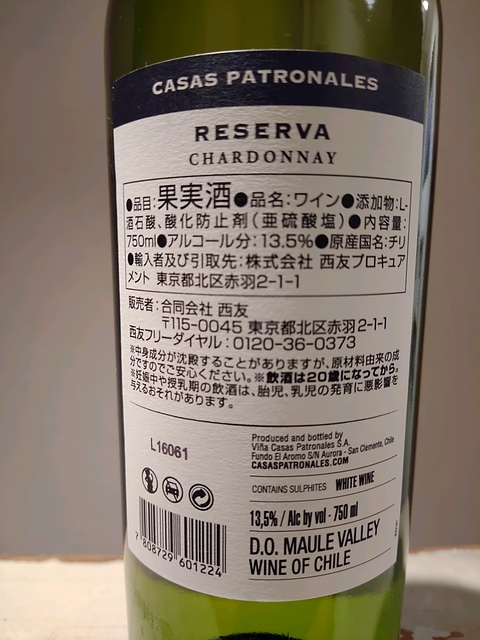 CASAS PATRONALES
RESERVA
CHARDONNAY
●品目:果実酒●品名:ワイン●添加物:L-
酒石酸、酸化防止剤(亜硫酸塩)●内容量:
750ml●アルコール分:13.5%●原産国名:チリ
●輸入者及び引取先:株式会社 西友プロキュア
メント 東京都北区赤羽2-1-1
販売者:合同会社 西友
〒115-0045 東京都北区赤羽2-1-1
西友フリーダイヤル:0120-36-0373
※中身成分が沈殿することがありますが、原材料由来の成
分ですのでご安心ください。※飲酒は20歳になってから。
※妊娠中や授乳期の飲酒は、胎児、乳児の発育に悪影響を
与えるおそれがあります。
L16061
Produced and bottled by
Viña Casas Patronales S.A.
Fundo El Aromo S/N Aurora - San Clemente, Chile
CASASPATRONALES.COM
CONTAINS SULPHITES WHITE WINE
13,5% / Alc by vol - 750 ml
D.O. MAULE VALLEY
WINE OF CHILE
7 808729 601224